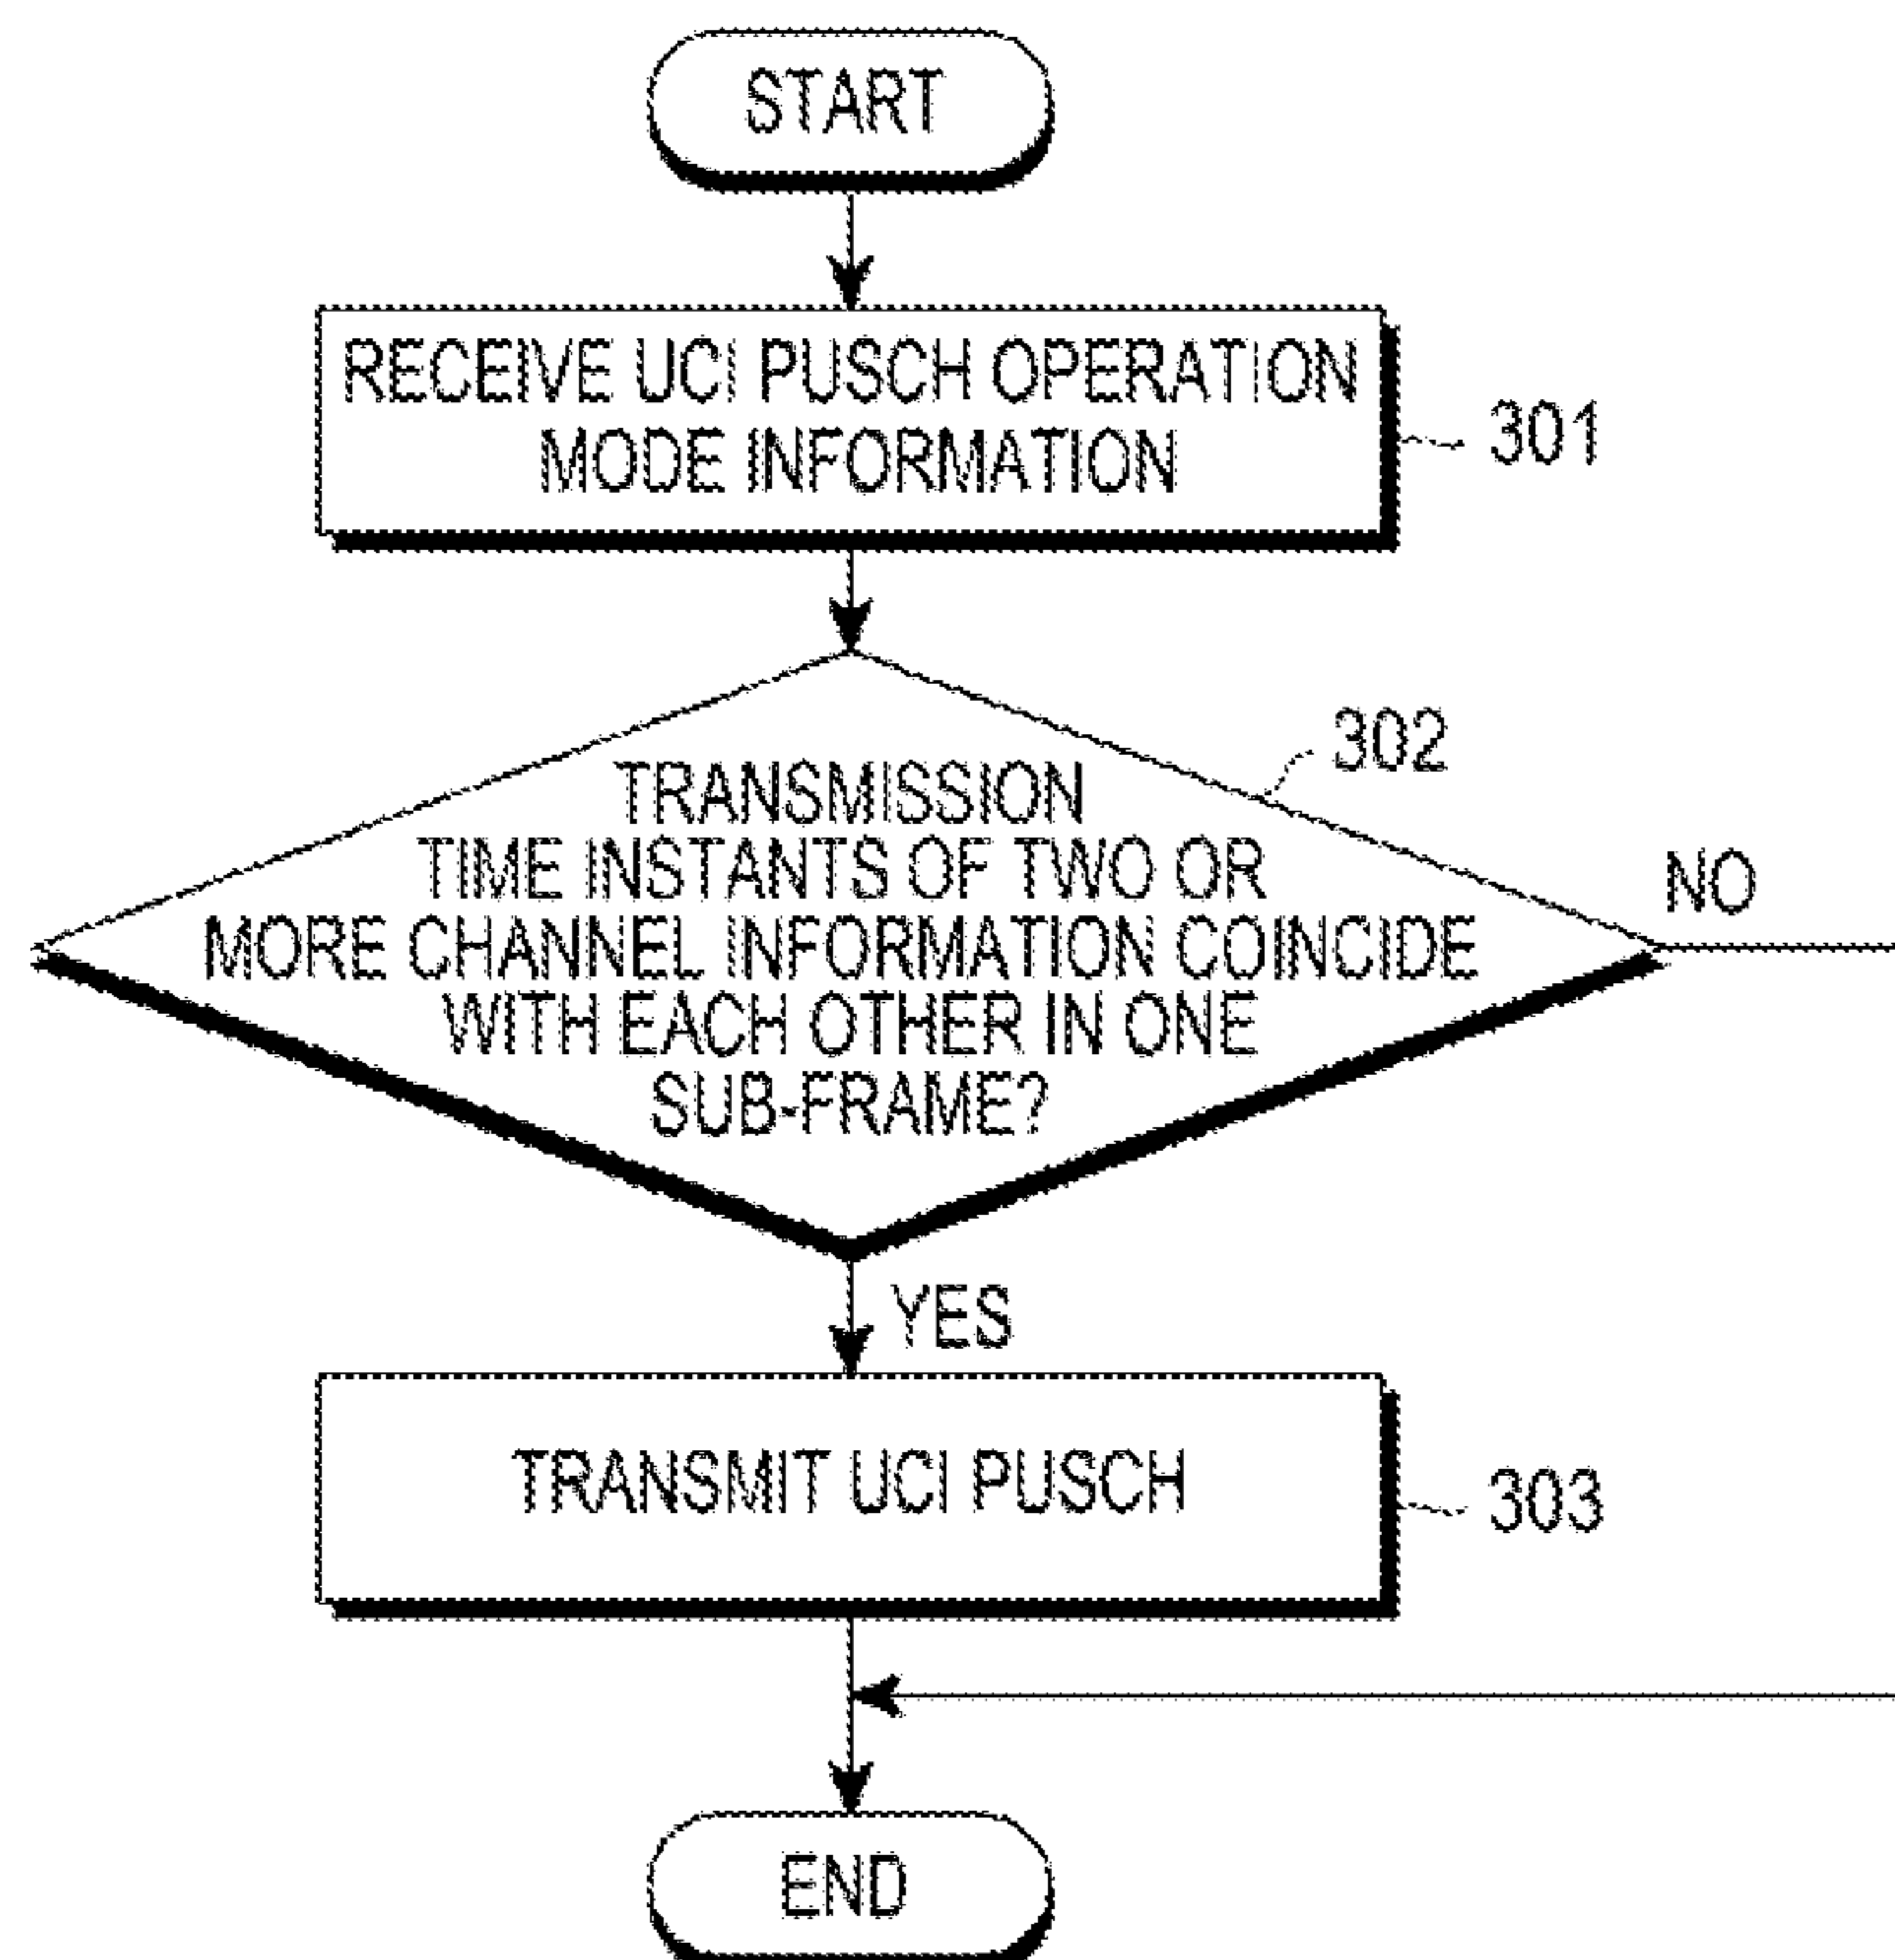 START
RECEIVE UCI PUSCH OPERATION
MODE INFORMATION
301
302
TRANSMISSION
TIME INSTANTS OF TWO OR
MORE CHANNEL INFORMATION COINCIDE
WITH EACH OTHER IN ONE
SUB-FRAME?
NO
YES
TRANSMIT UCI PUSCH
303
END